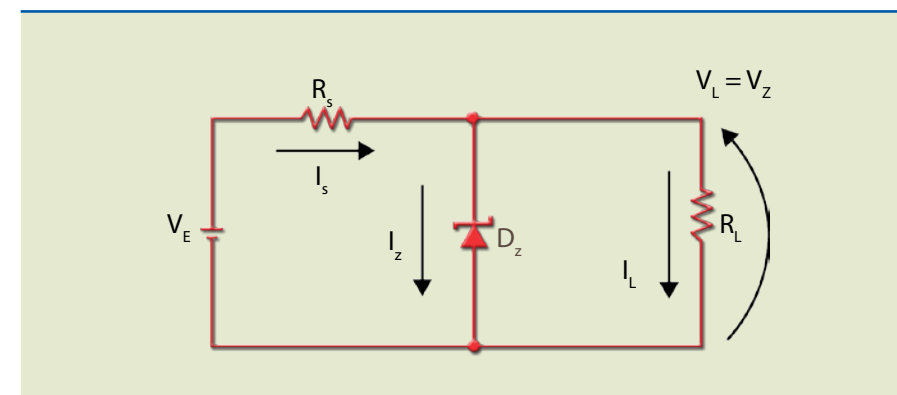 V_L = V_Z
R_s
I_s
V_E
I_z
D_z
I_L
R_L